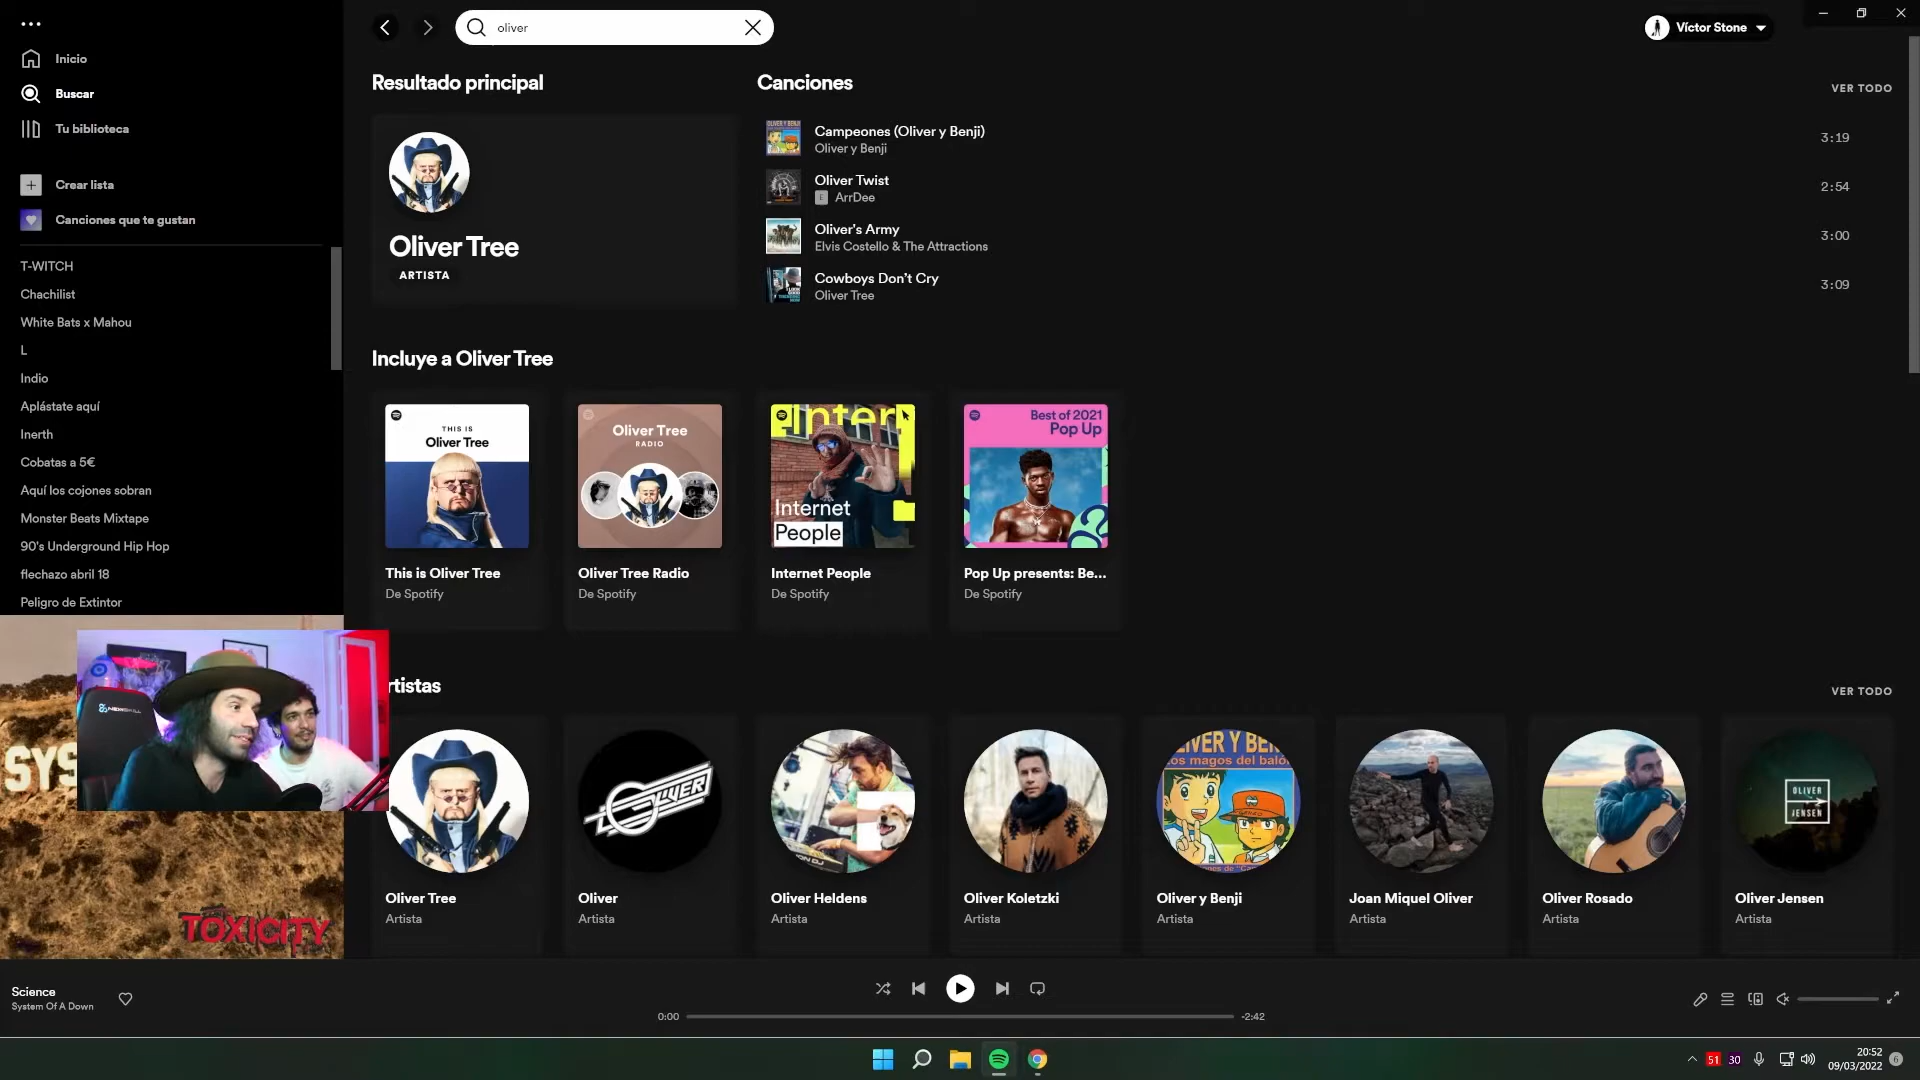 oliver
Víctor Stone
Inicio
Buscar
Tu biblioteca
Crear lista
Canciones que te gustan
T-WITCH
Chachilist
White Bats x Mahou
L
Indio
Aplástate aquí
Inerth
Cobatas a 5€
Aquí los cojones sobran
Monster Beats Mixtape
90's Underground Hip Hop
flechazo abril 18
Peligro de Extintor
Resultado principal
Oliver Tree
ARTISTA
Canciones
VER TODO
Campeones (Oliver y Benji)
Oliver y Benji
3:19
Oliver Twist
E ArrDee
2:54
Oliver's Army
Elvis Costello & The Attractions
3:00
Cowboys Don't Cry
Oliver Tree
3:09
Incluye a Oliver Tree
THIS IS
Oliver Tree
Oliver Tree
RADIO
Internet
People
Best of 2021
Pop Up
This is Oliver Tree
De Spotify
Oliver Tree Radio
De Spotify
Internet People
De Spotify
Pop Up presents: Be...
De Spotify
rtistas
VER TODO
OLIVER
OLIVER
JENSEN
Oliver Tree
Artista
Oliver
Artista
Oliver Heldens
Artista
Oliver Koletzki
Artista
Oliver y Benji
Artista
Joan Miquel Oliver
Artista
Oliver Rosado
Artista
Oliver Jensen
Artista
SYS
TOXICITY
Science
System Of A Down
0:00
-2:42
51
30
20:52
09/03/2022
6